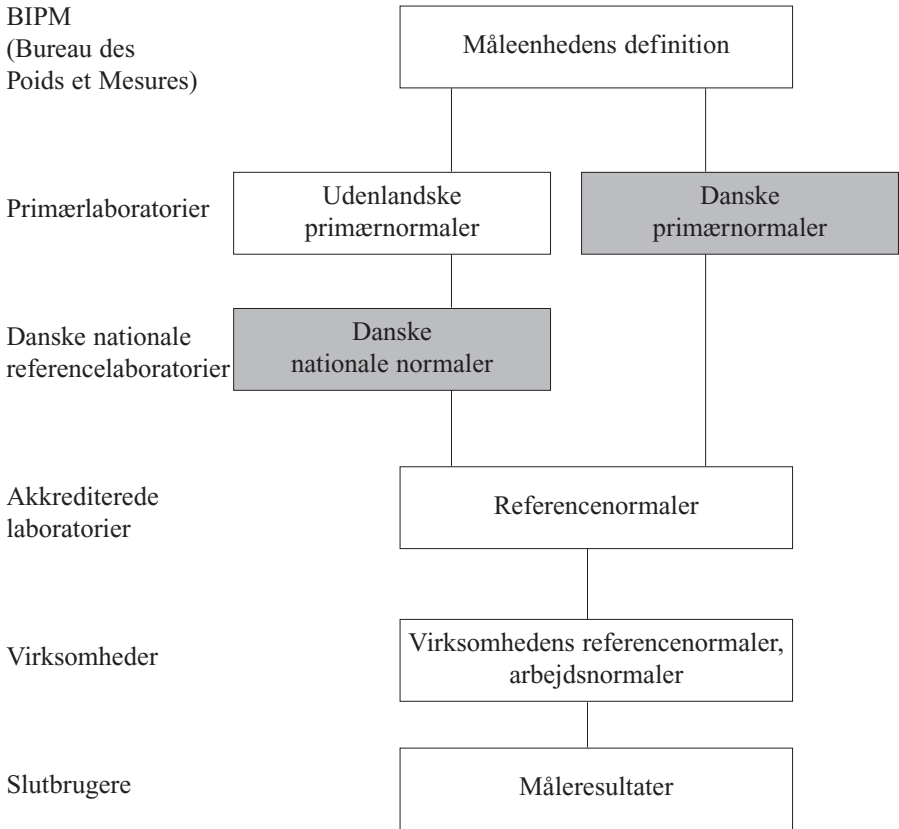 BIPM
(Bureau des
Poids et Mesures)
Måleenhedens definition
Primærlaboratorier
Udenlandske
primærnormaler
Danske
primærnormaler
Danske nationale
referencelaboratorier
Danske
nationale normaler
Akkrediterede
laboratorier
Referencenormaler
Virksomheder
Virksomhedens referencenormaler,
arbejdsnormaler
Slutbrugere
Måleresultater